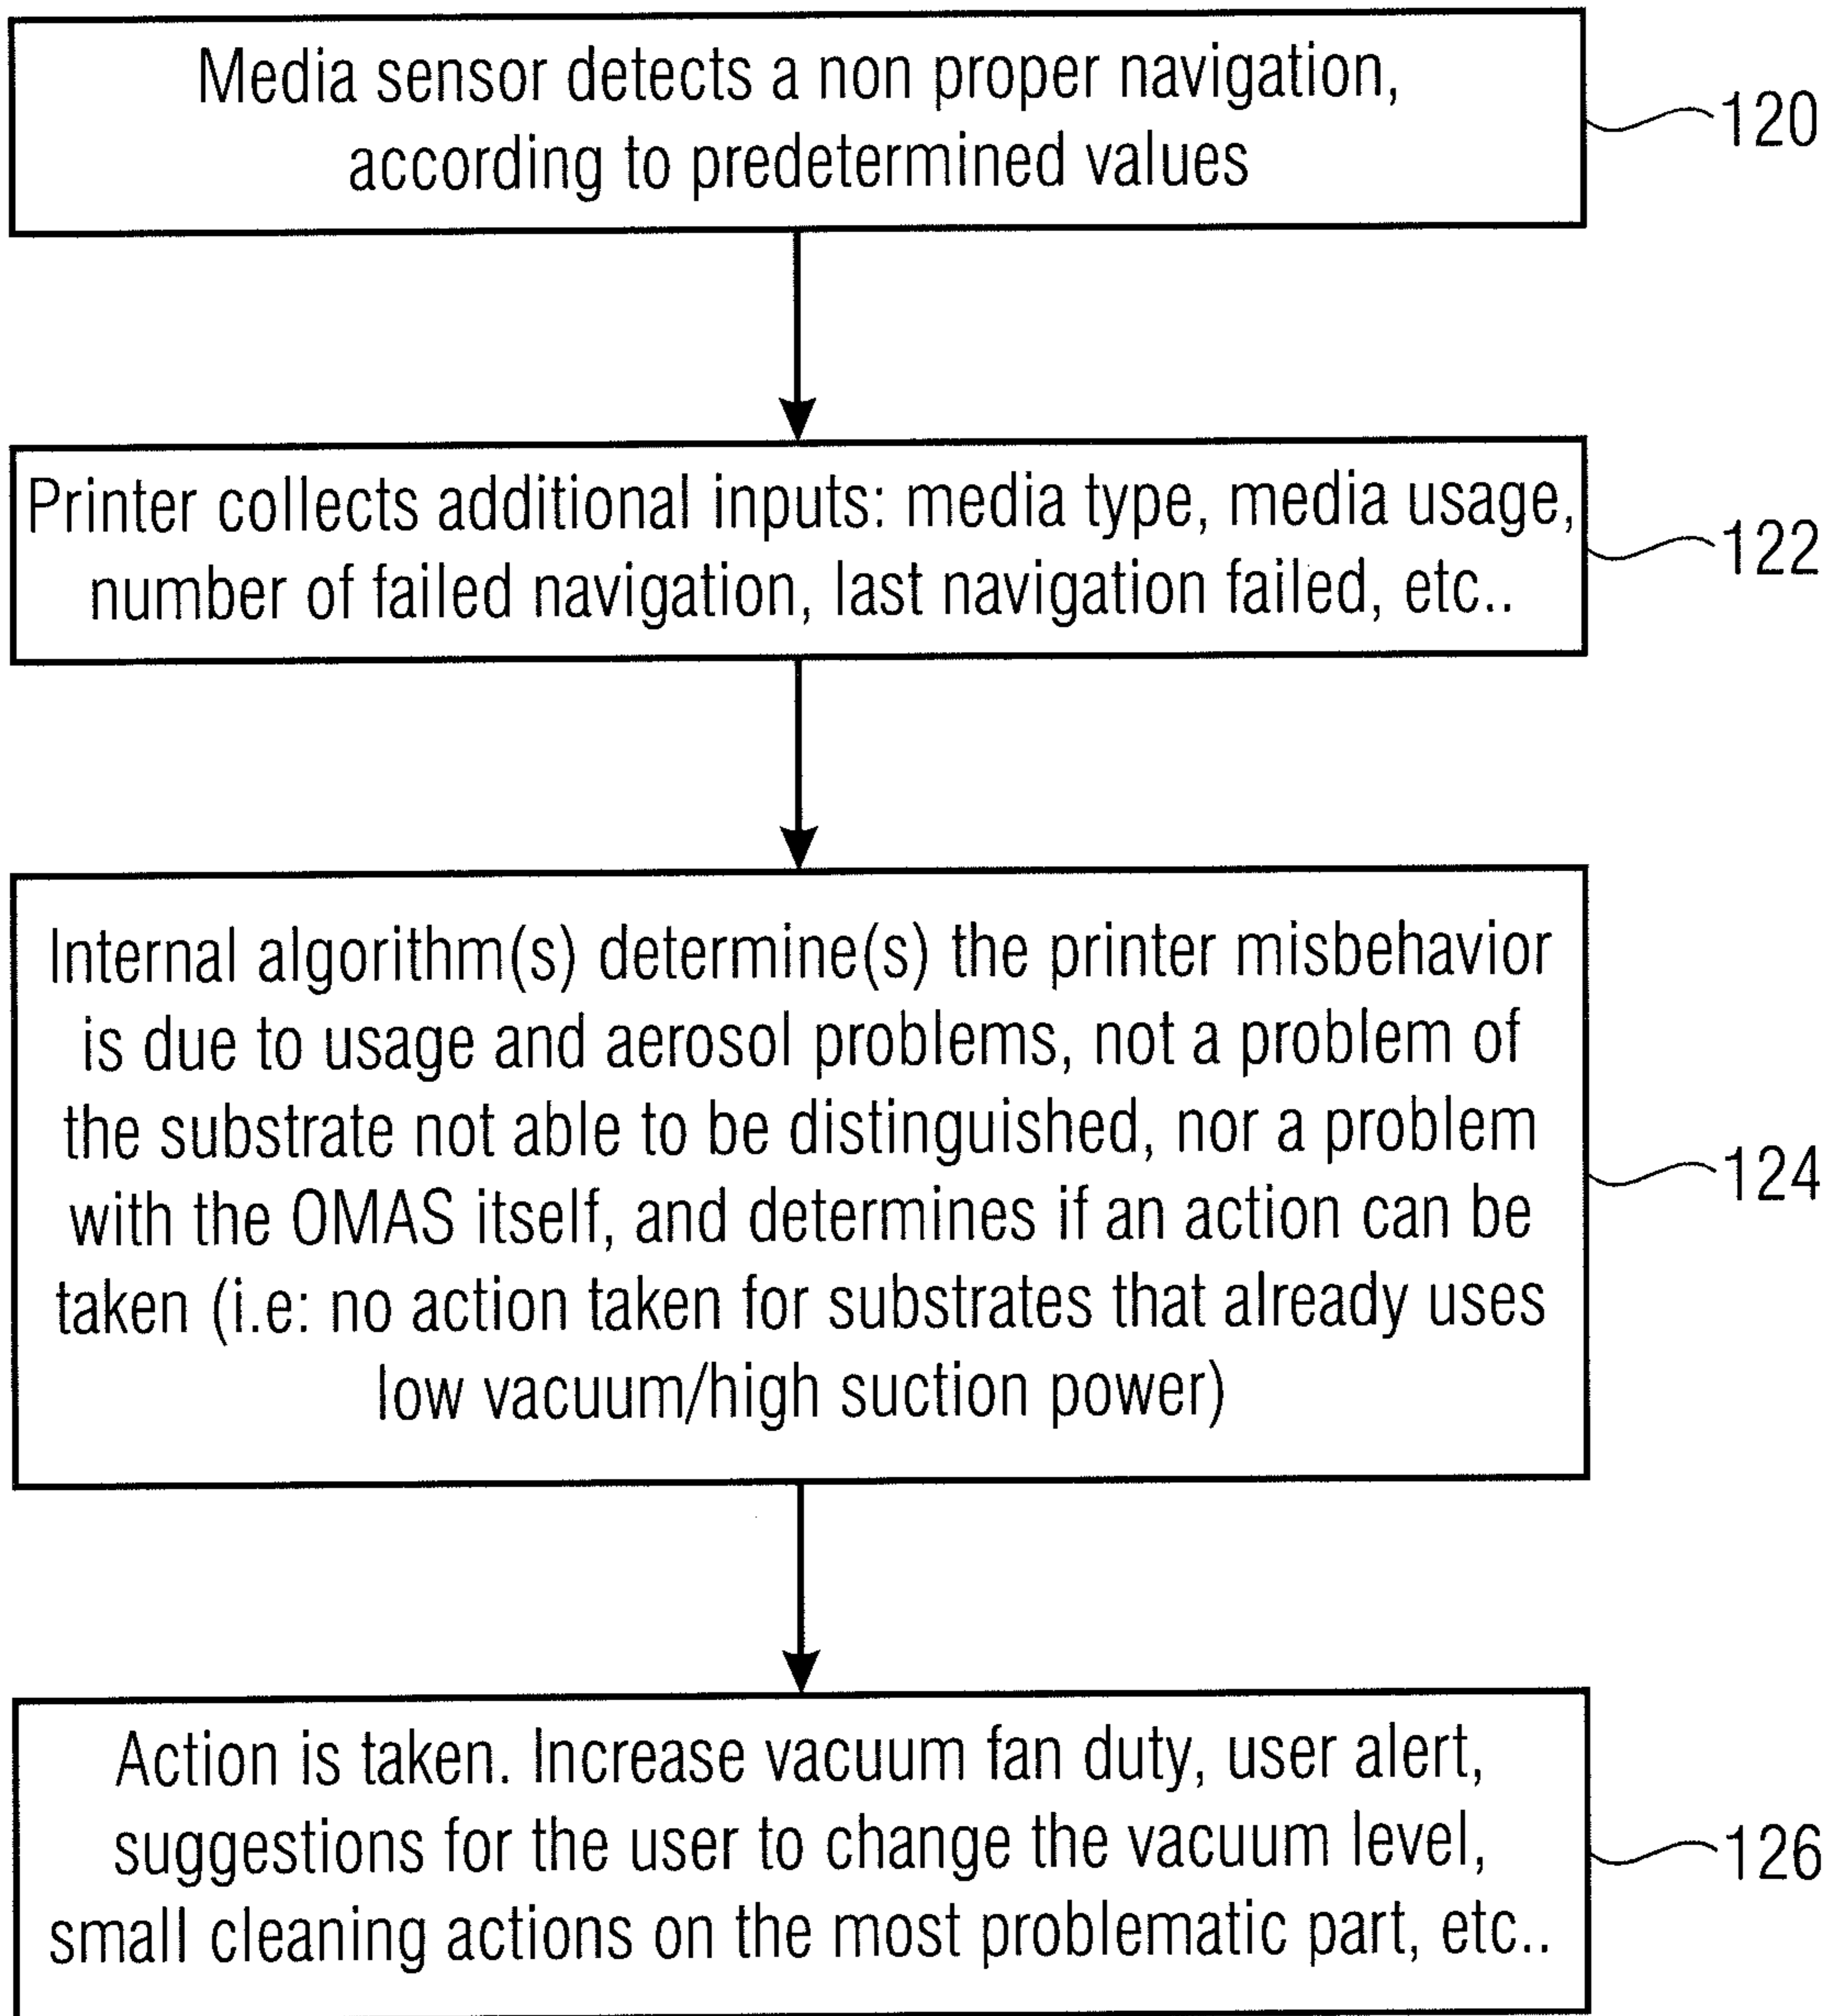 Media sensor detects a non proper navigation,
according to predetermined values
120
Printer collects additional inputs: media type, media usage,
number of failed navigation, last navigation failed, etc..
122
Internal algorithm(s) determine(s) the printer misbehavior
is due to usage and aerosol problems, not a problem of
the substrate not able to be distinguished, nor a problem
with the OMAS itself, and determines if an action can be
taken (i.e: no action taken for substrates that already uses
low vacuum/high suction power)
124
Action is taken. Increase vacuum fan duty, user alert,
suggestions for the user to change the vacuum level,
small cleaning actions on the most problematic part, etc..
126